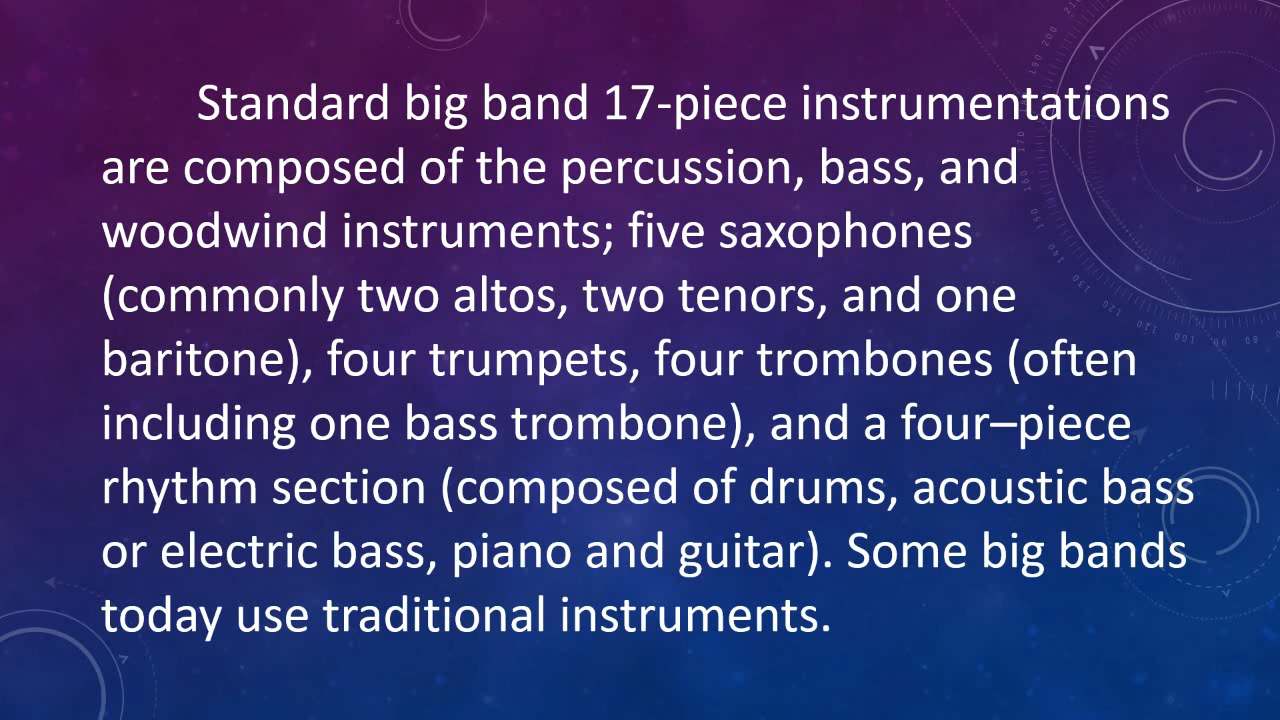 Standard big band 17-piece instrumentations
are composed of the percussion, bass, and
woodwind instruments; five saxophones
(commonly two altos, two tenors, and one
baritone), four trumpets, four trombones (often
including one bass trombone), and a four–piece
rhythm section (composed of drums, acoustic bass
or electric bass, piano and guitar). Some big bands
today use traditional instruments.